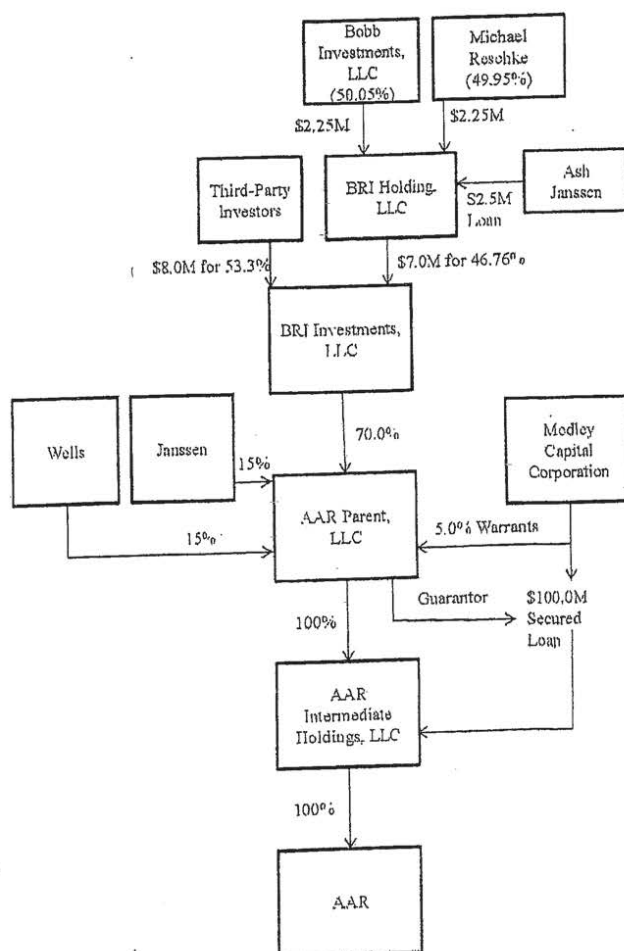 Bobb
Investments,
LLC
(50.05%)
Michael
Reschke
(49.95%)
$2.25M
$2.25M
Third-Party
Investors
BRI Holding,
LLC
Ash
Janssen
$2.5M
Loan
$8.0M for 53.3%
$7.0M for 46.76%
BRI Investments,
LLC
Wells
Janssen
70.0%
Medley
Capital
Corporation
15%
AAR Parent,
LLC
15%
5.0% Warrants
Guarantor
$100.0M
Secured
Loan
100%
AAR
Intermediate
Holdings, LLC
100%
AAR